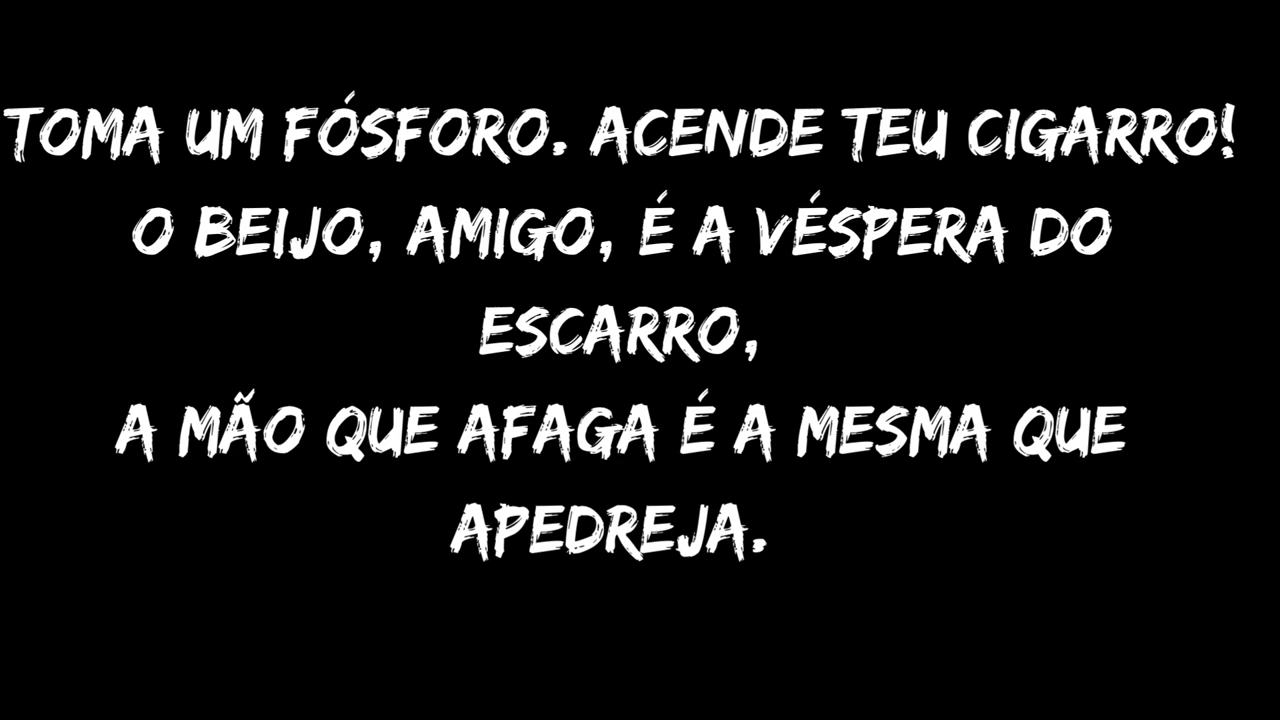 TOMA UM FÓSFORO. ACENDE TEU CIGARRO!
O BEIJO, AMIGO, É A VÉSPERA DO
ESCARRO,
A MÃO QUE AFAGA É A MESMA QUE
APEDREJA.